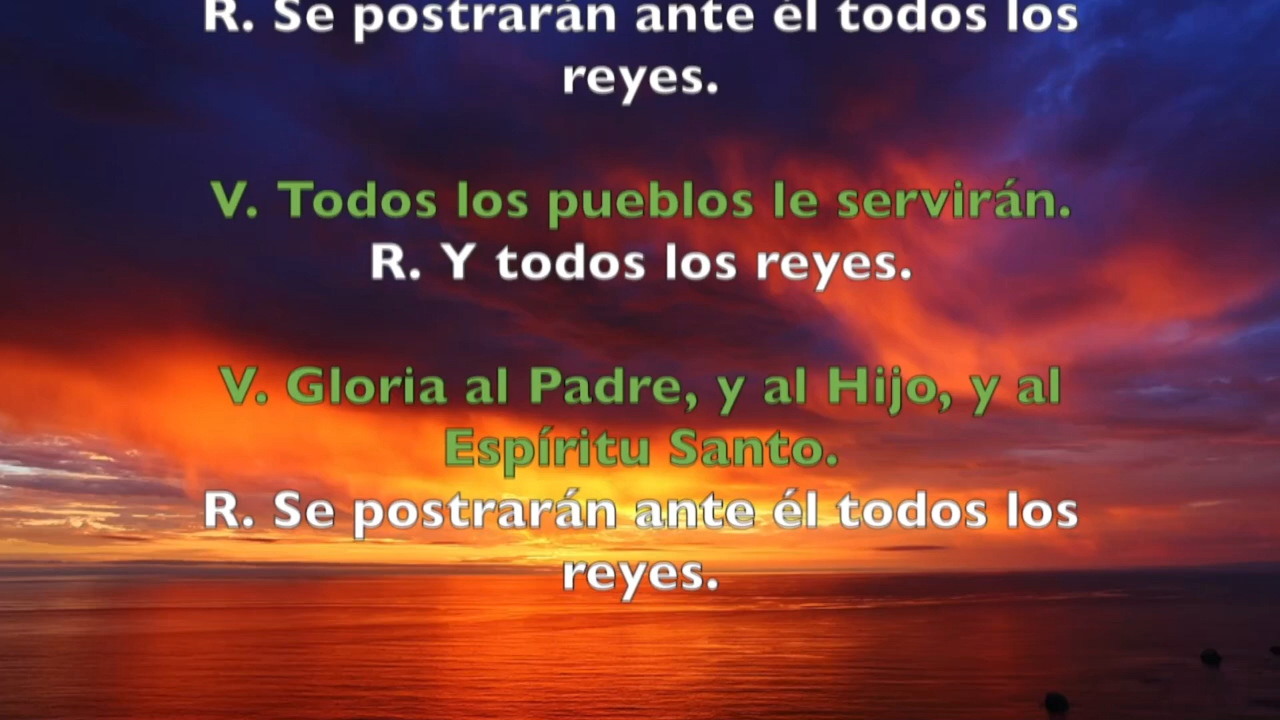 R. Se postrarán ante él todos los
reyes.
V. Todos los pueblos le servirán.
R. Y todos los reyes.
V. Gloria al Padre, y al Hijo, y al
Espíritu Santo.
R. Se postrarán ante él todos los
reyes.